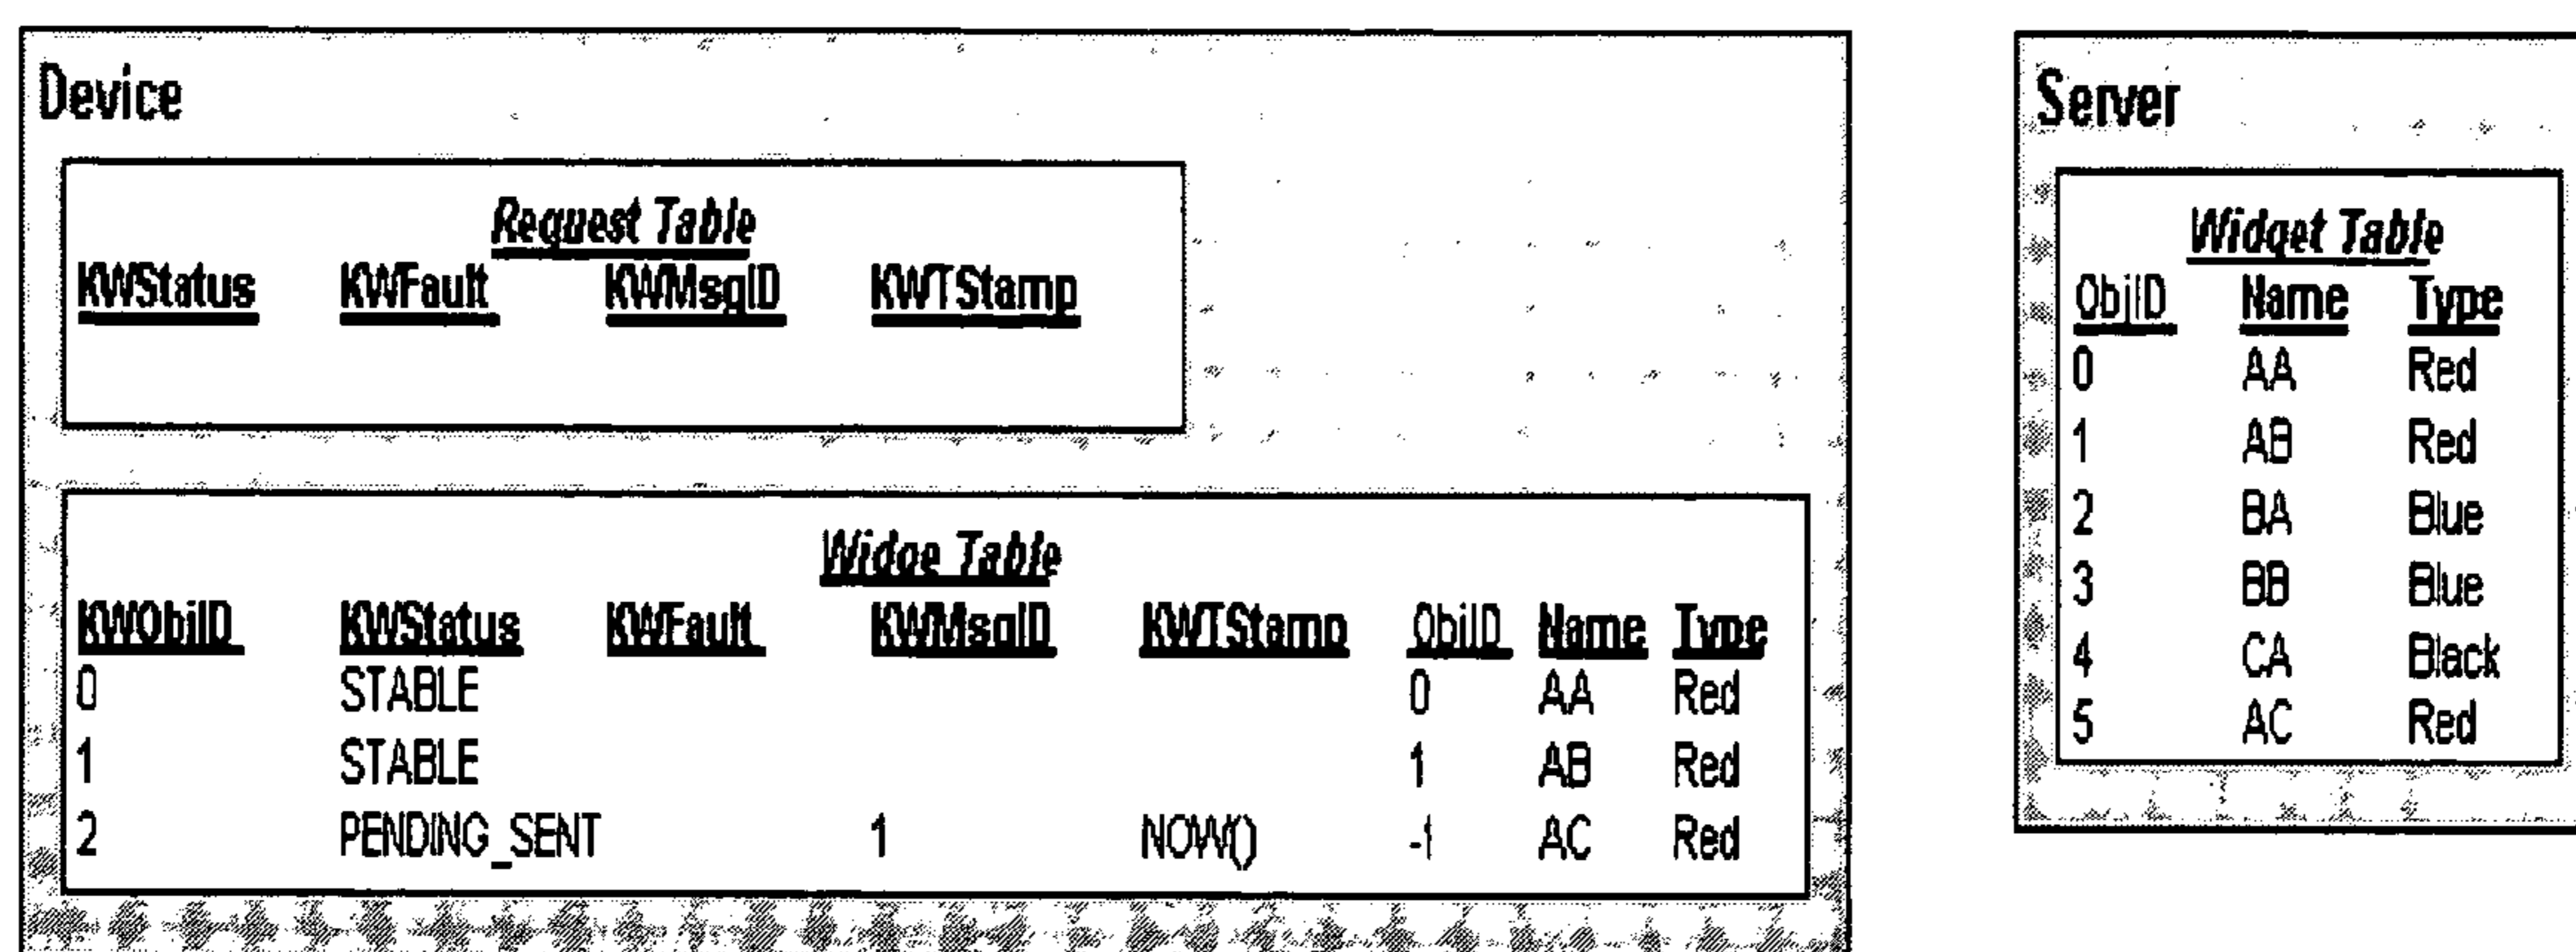 Device
Request Table
KWStatus KWFault KWMsgID KWTStamp
Widge Table
KWObjID KWStatus KWFault KWMsgID KWTStamp ObjID Name Type
0 STABLE 0 AA Red
1 STABLE 1 AB Red
2 PENDING_SENT 1 NOW() -1 AC Red
Server
Widget Table
ObjID Name Type
0 AA Red
1 AB Red
2 BA Blue
3 BB Blue
4 CA Black
5 AC Red